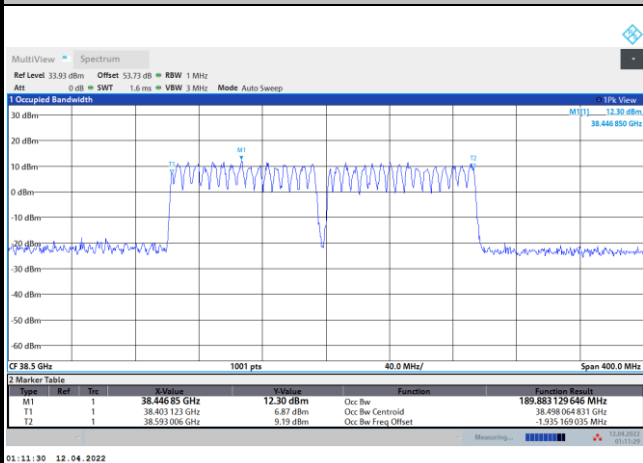 MultiView Spectrum
Ref Level 33.93 dBm Offset 53.73 dB RBW 1 MHz
Att 0 dB SWT 1.6 ms VBW 3 MHz Mode Auto Sweep
1 Occupied Bandwidth 1Pk View
M1[1] 12.30 dBm
38.446 850 GHz
30 dBm
20 dBm
M1
T1 T2
10 dBm
0 dBm
-10 dBm
-20 dBm
-30 dBm
-40 dBm
-50 dBm
-60 dBm
CF 38.5 GHz 1001 pts 40.0 MHz/ Span 400.0 MHz
2 Marker Table
Type Ref Trc X-Value Y-Value Function Function Result
M1 1 38.446 85 GHz 12.30 dBm Occ Bw 189.883 129 646 MHz
T1 1 38.403 123 GHz 6.87 dBm Occ Bw Centroid 38.498 064 831 GHz
T2 1 38.593 006 GHz 9.19 dBm Occ Bw Freq Offset -1.935 169 035 MHz
Measuring... 12.04.2022
01:11:29
01:11:30 12.04.2022